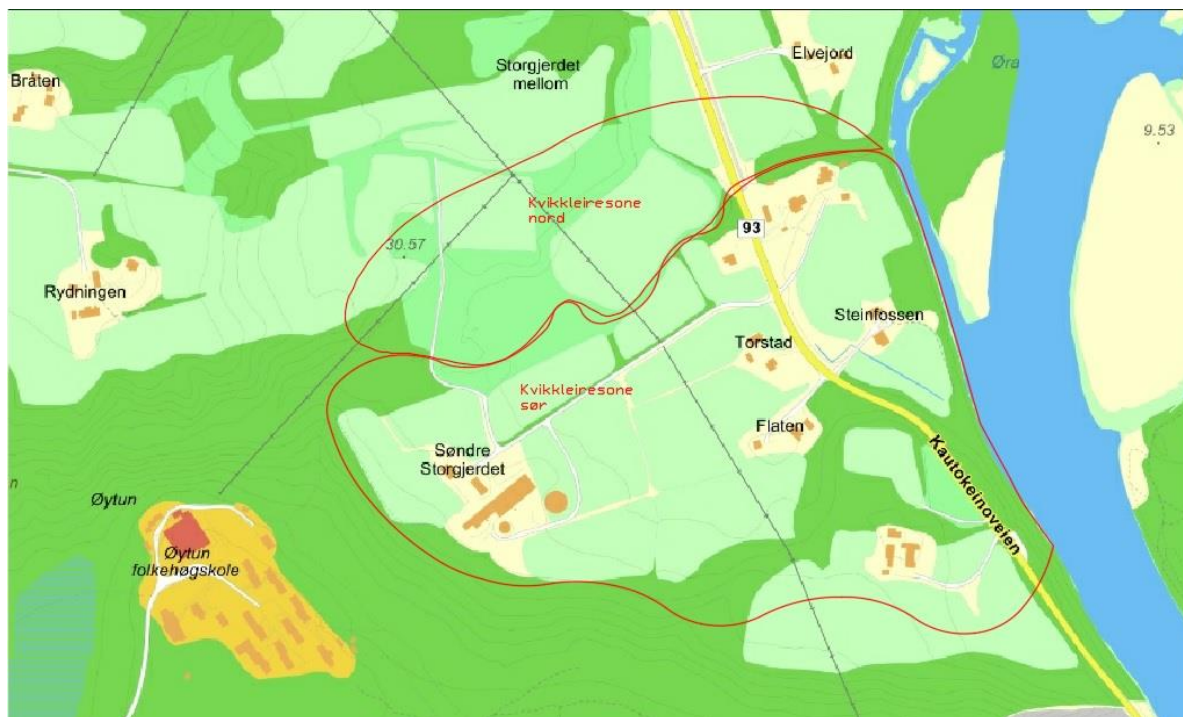 Elvejord
Øra
Bråten
Storgjerdet
mellom
9.53
Kvikkleiresone
nord
93
30.57
Rydningen
Steinfossen
Torstad
Kvikkleiresone
sør
Flaten
Søndre
Storgjerdet
Kautokeinoveien
n
Øytun
Øytun
folkehøgskole